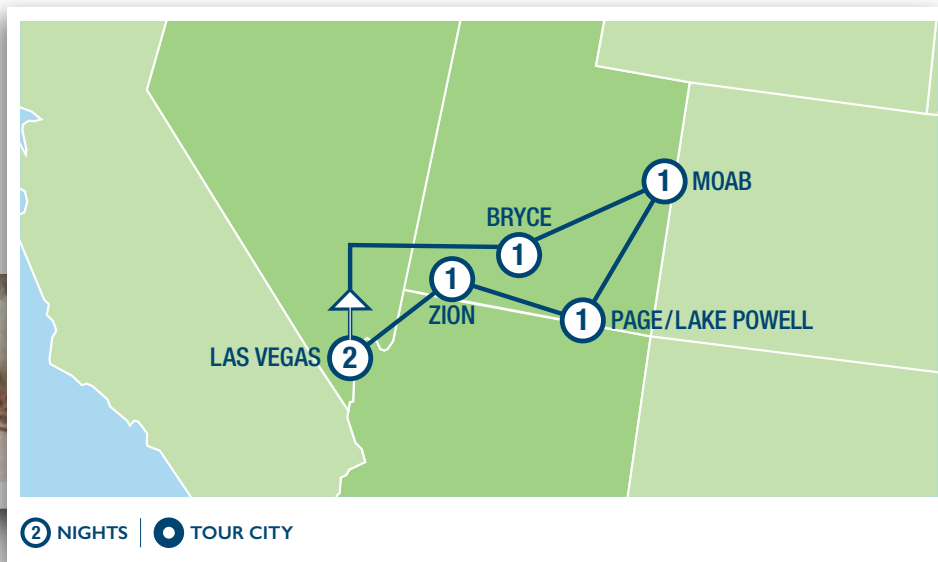 1 MOAB
BRYCE
1
1
ZION
1 PAGE/LAKE POWELL
LAS VEGAS 2
2 NIGHTS | TOUR CITY